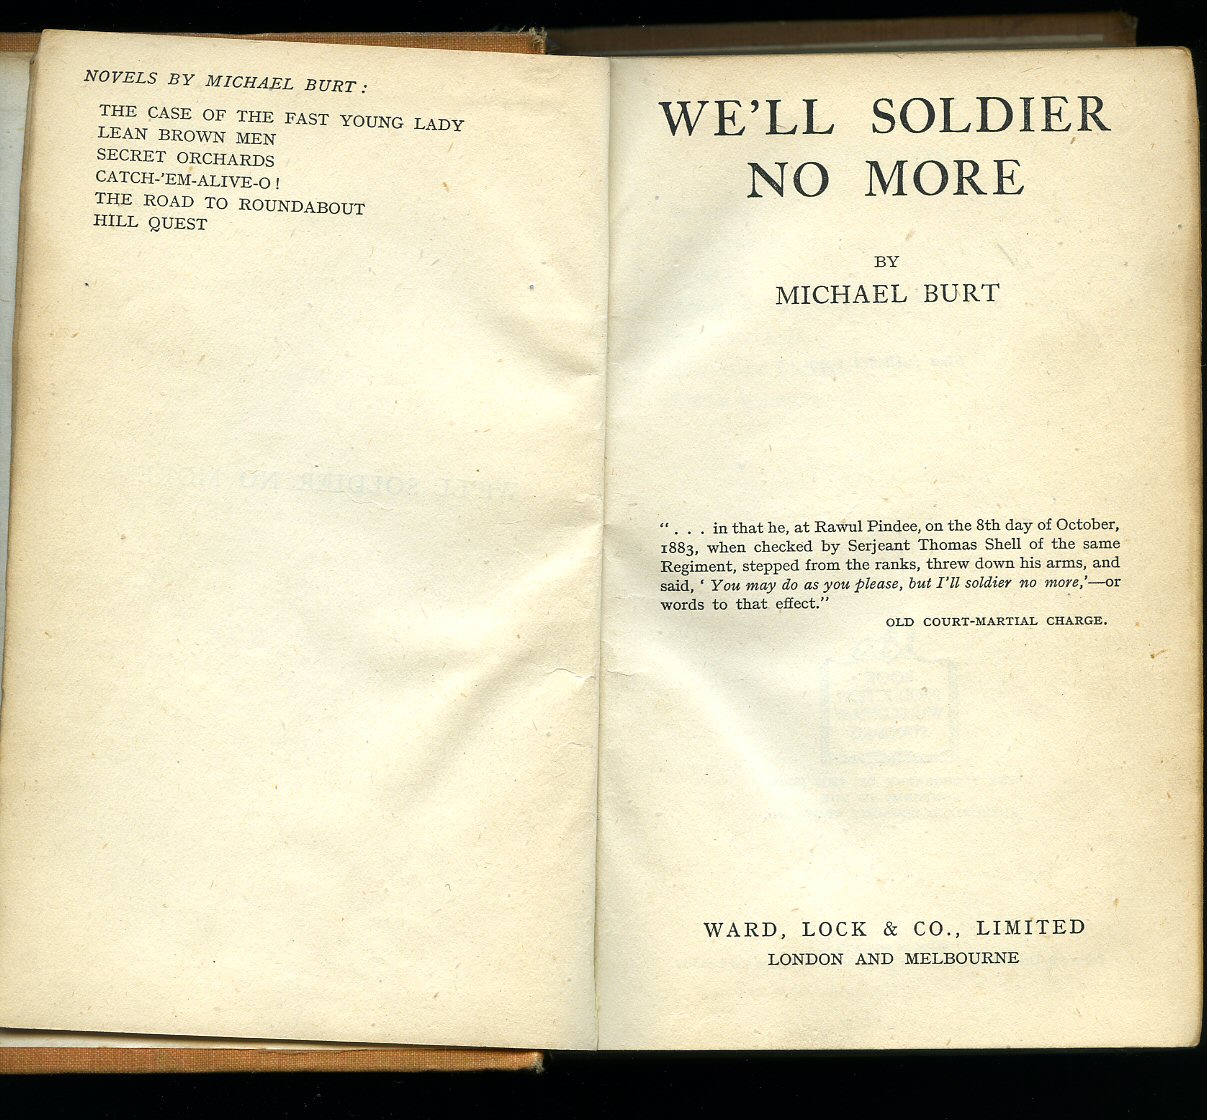 NOVELS BY MICHAEL BURT :
THE CASE OF THE FAST YOUNG LADY
LEAN BROWN MEN
SECRET ORCHARDS
CATCH-'EM-ALIVE-O !
THE ROAD TO ROUNDABOUT
HILL QUEST
WE'LL SOLDIER
NO MORE
BY
MICHAEL BURT
“ . . . in that he, at Rawul Pindee, on the 8th day of October,
1883, when checked by Serjeant Thomas Shell of the same
Regiment, stepped from the ranks, threw down his arms, and
said, ‘ You may do as you please, but I'll soldier no more,’—or
words to that effect.”
OLD COURT-MARTIAL CHARGE.
WARD, LOCK & CO., LIMITED
LONDON AND MELBOURNE